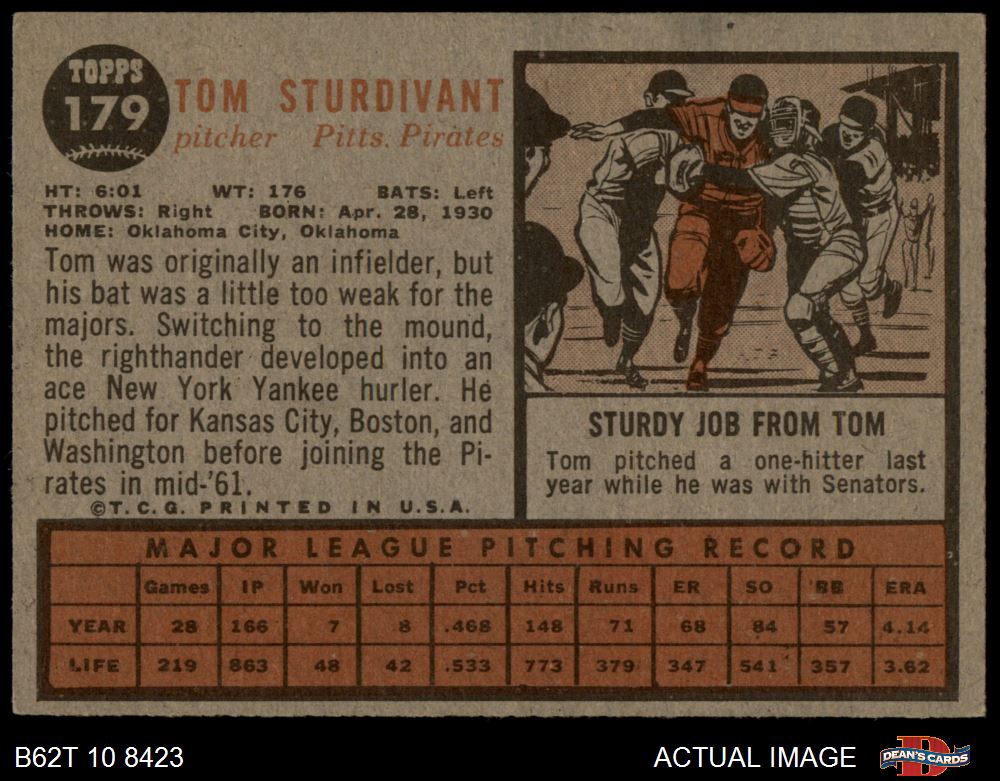 TOPPS
179
TOM STURDIVANT
pitcher Pitts. Pirates
HT: 6:01 WT: 176 BATS: Left
THROWS: Right BORN: Apr. 28, 1930
HOME: Oklahoma City, Oklahoma
Tom was originally an infielder, but
his bat was a little too weak for the
majors. Switching to the mound,
the righthander developed into an
ace New York Yankee hurler. He
pitched for Kansas City, Boston, and
Washington before joining the Pi-
rates in mid-'61.
©T.C.G. PRINTED IN U.S.A.
STURDY JOB FROM TOM
Tom pitched a one-hitter last
year while he was with Senators.
MAJOR LEAGUE PITCHING RECORD
Games IP Won Lost Pct Hits Runs ER SO BB ERA
YEAR 28 166 7 8 .468 148 71 68 84 57 4.14
LIFE 219 863 48 42 .533 773 379 347 541 357 3.62
B62T 10 8423 ACTUAL IMAGE DEAN'S CARDS